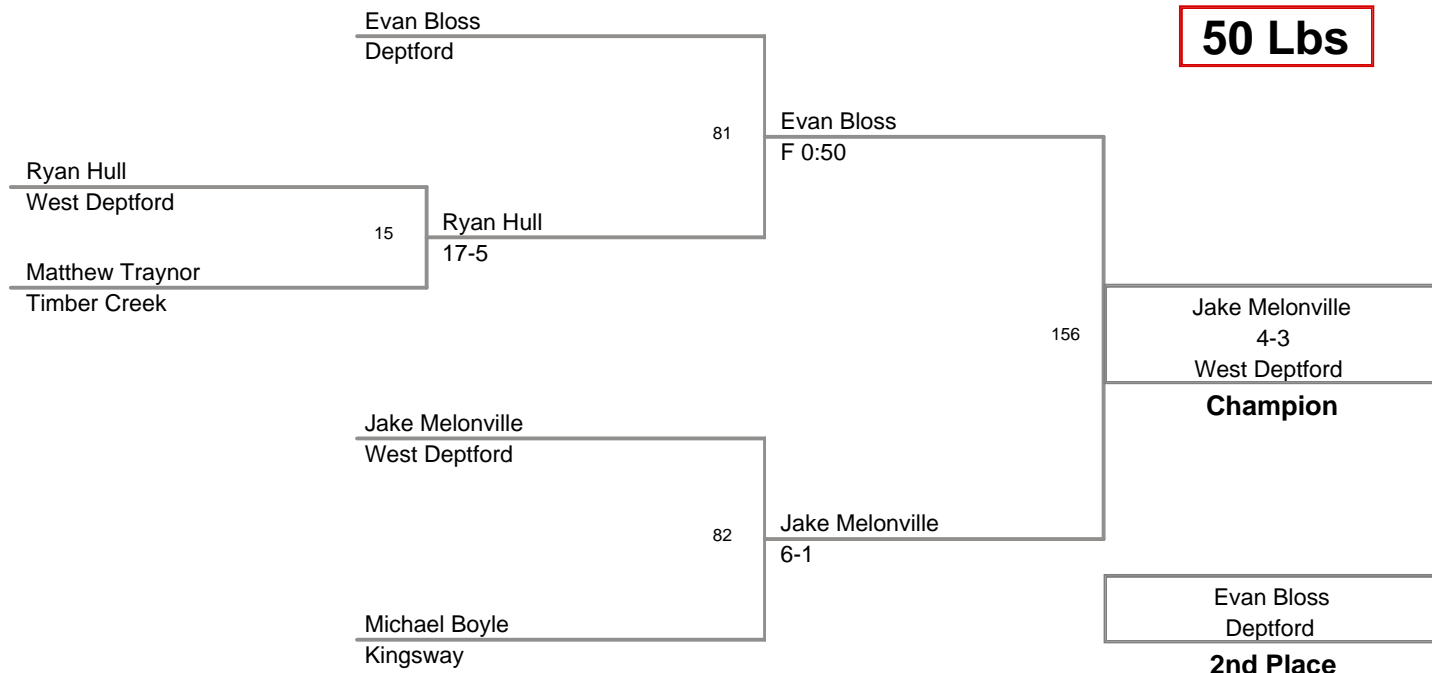 Evan Bloss
Deptford
50 Lbs
81
Evan Bloss
F 0:50
Ryan Hull
West Deptford
15
Ryan Hull
17-5
Matthew Traynor
Timber Creek
156
Jake Melonville
4-3
West Deptford
Champion
Jake Melonville
West Deptford
82
Jake Melonville
6-1
Michael Boyle
Kingsway
Evan Bloss
Deptford
2nd Place